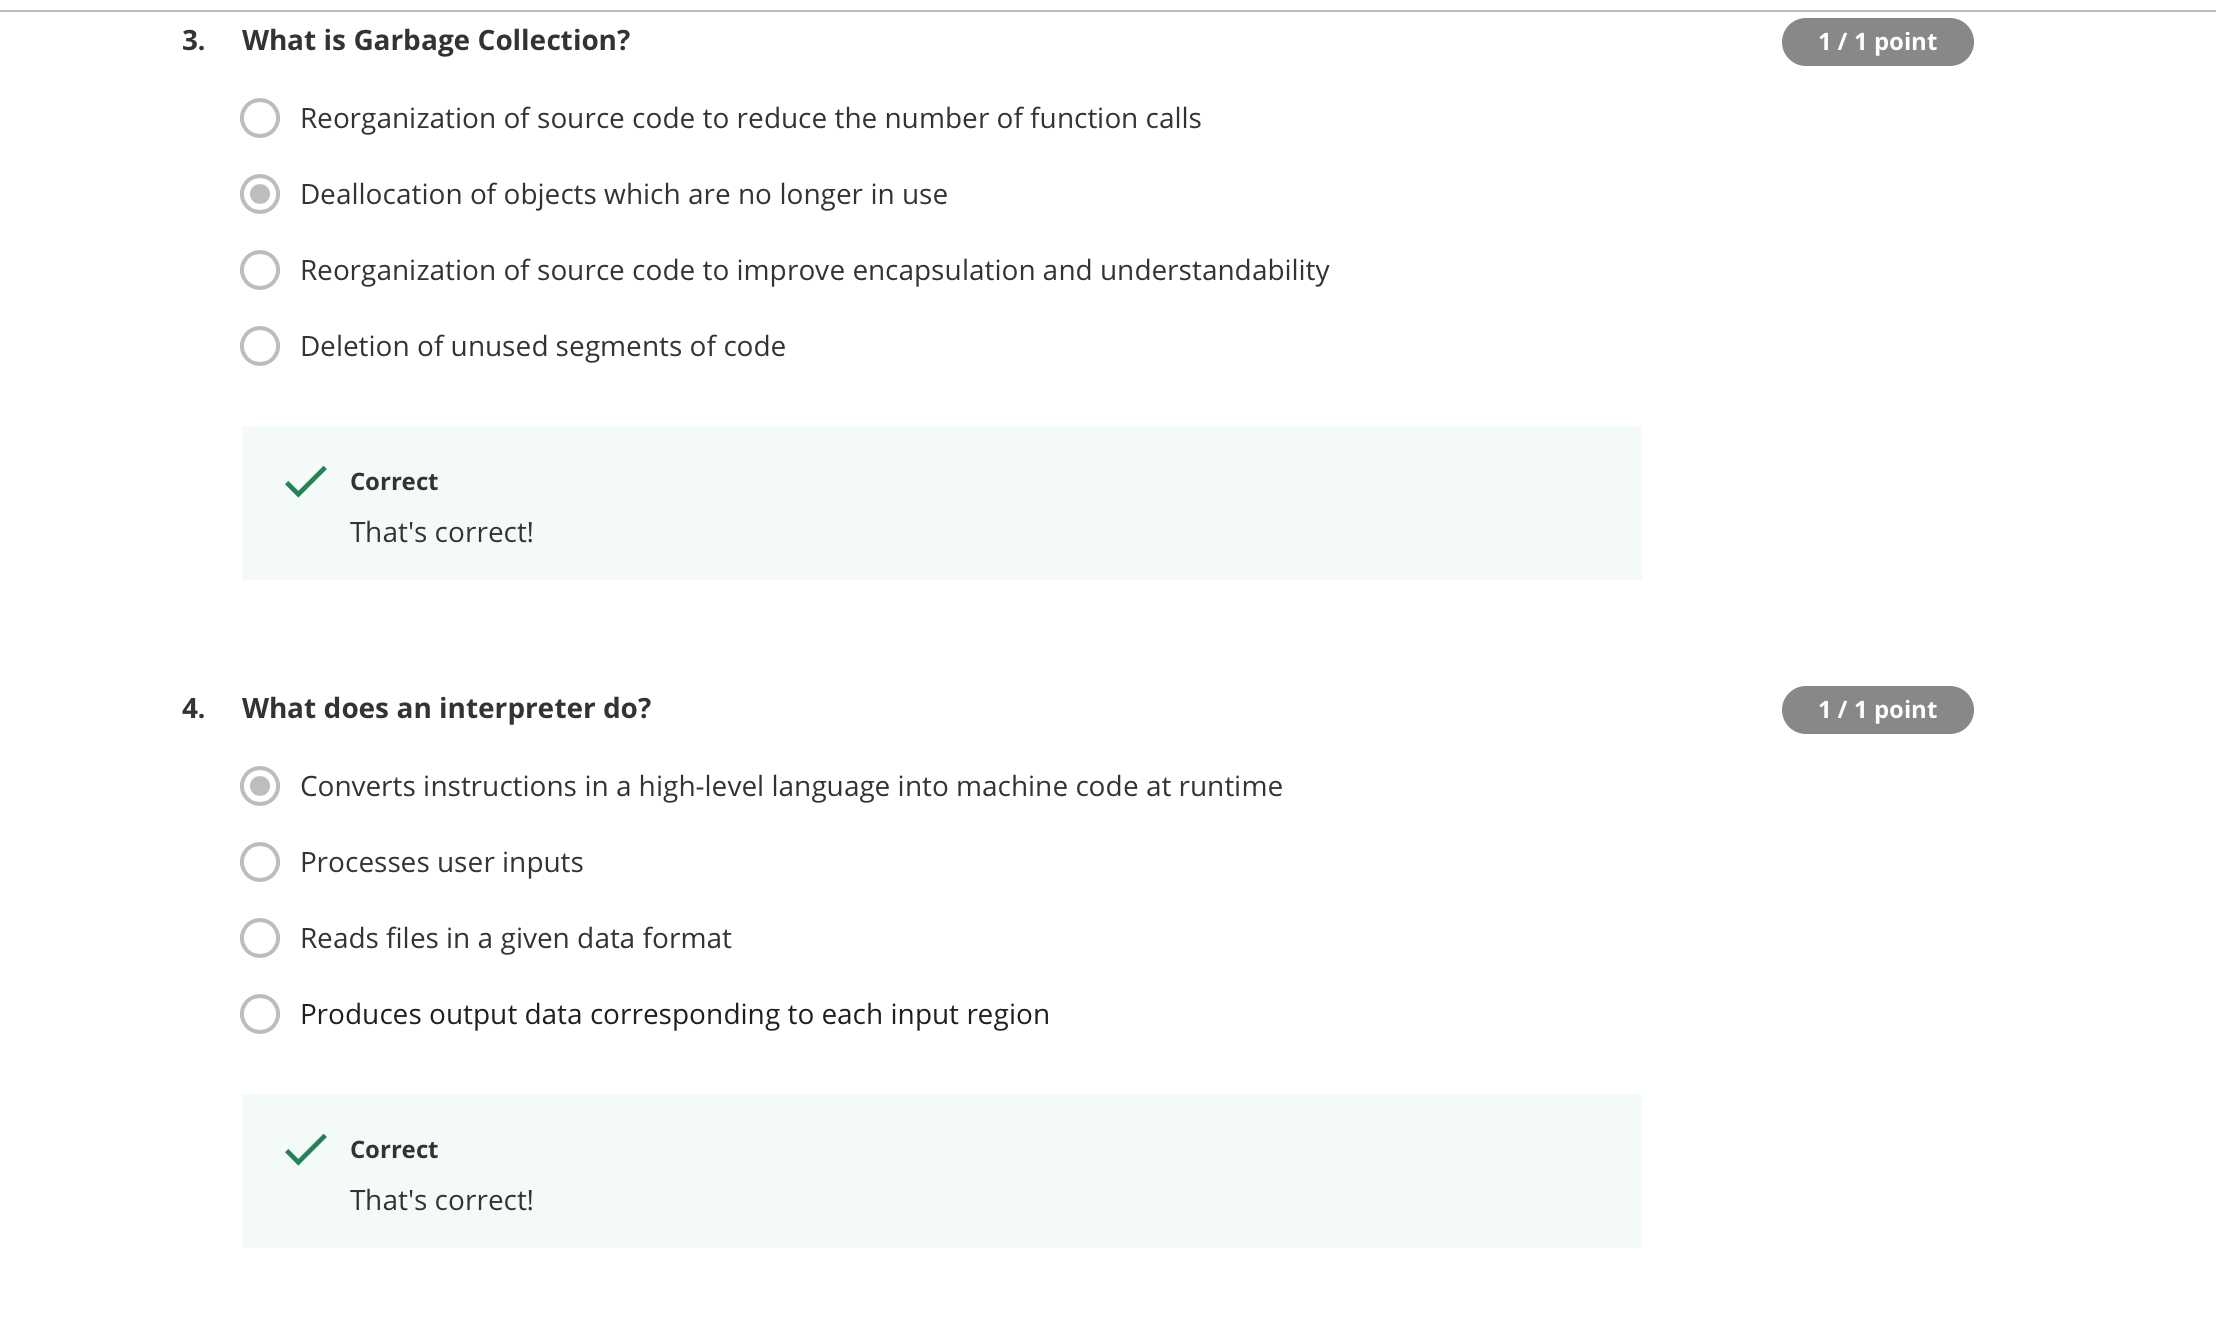 3. What is Garbage Collection?
1 / 1 point
Reorganization of source code to reduce the number of function calls
Deallocation of objects which are no longer in use
Reorganization of source code to improve encapsulation and understandability
Deletion of unused segments of code
Correct
That's correct!
4. What does an interpreter do?
1 / 1 point
Converts instructions in a high-level language into machine code at runtime
Processes user inputs
Reads files in a given data format
Produces output data corresponding to each input region
Correct
That's correct!